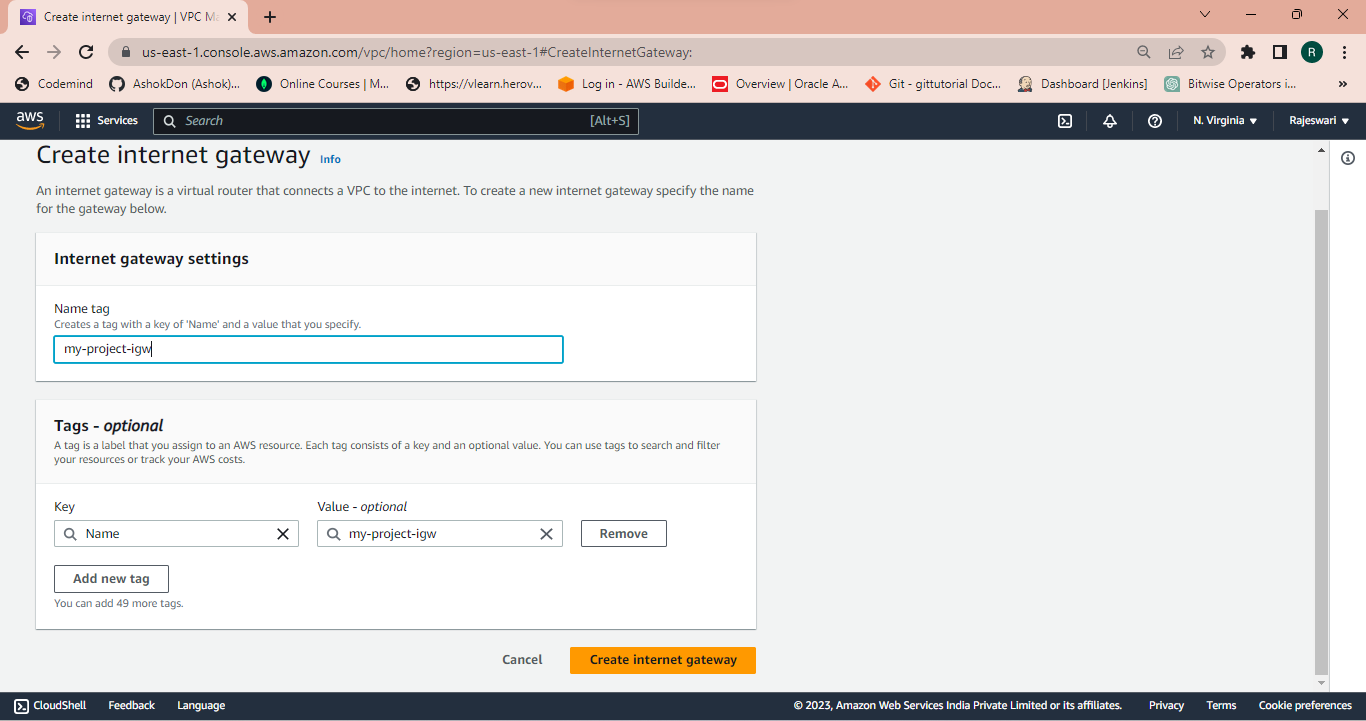 Create internet gateway | VPC Ma
us-east-1.console.aws.amazon.com/vpc/home?region=us-east-1#CreateInternetGateway:
R
Codemind
AshokDon (Ashok)...
Online Courses | M...
https://vlearn.herov...
Log in - AWS Builde...
Overview | Oracle A...
Git - gittutorial Doc...
Dashboard [Jenkins]
Bitwise Operators i...
aws
Services
Search
[Alt+S]
N. Virginia
Rajeswari
Create internet gateway Info
An internet gateway is a virtual router that connects a VPC to the internet. To create a new internet gateway specify the name
for the gateway below.
Internet gateway settings
Name tag
Creates a tag with a key of 'Name' and a value that you specify.
my-project-igw
Tags - optional
A tag is a label that you assign to an AWS resource. Each tag consists of a key and an optional value. You can use tags to search and filter
your resources or track your AWS costs.
Key
Value - optional
Name
my-project-igw
Remove
Add new tag
You can add 49 more tags.
Cancel
Create internet gateway
CloudShell
Feedback
Language
© 2023, Amazon Web Services India Private Limited or its affiliates.
Privacy
Terms
Cookie preferences